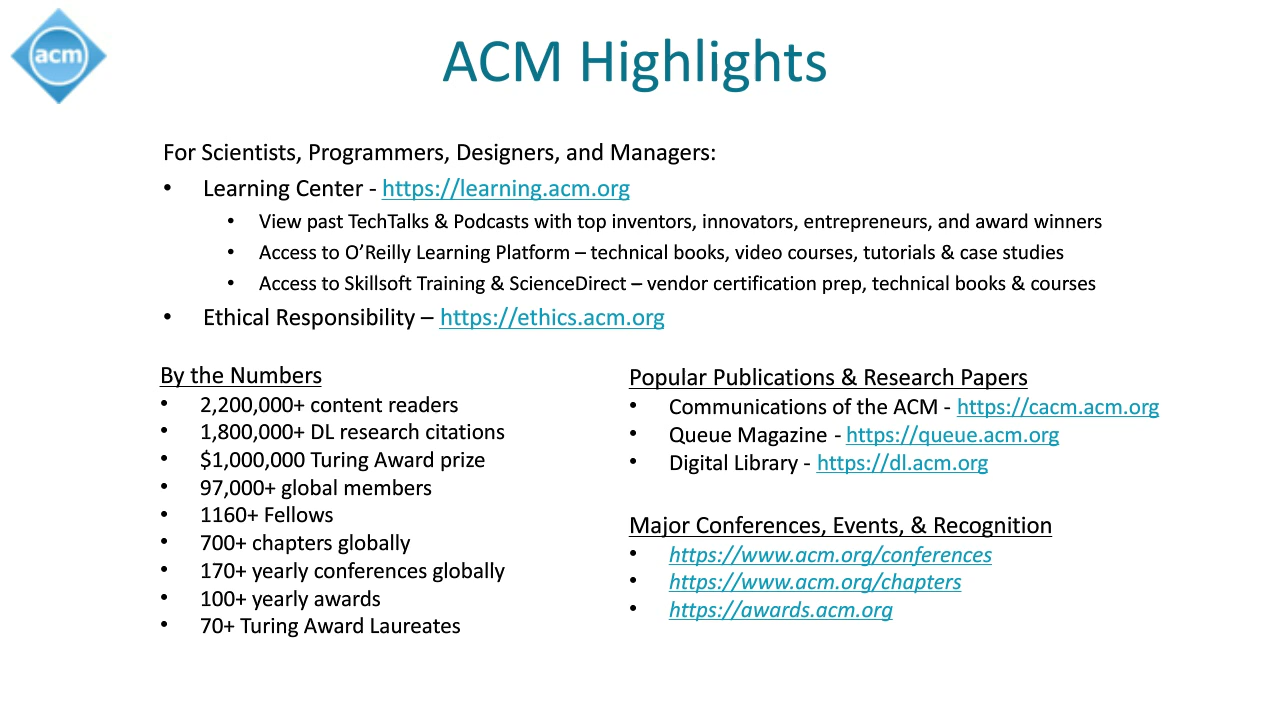 acm
ACM Highlights
For Scientists, Programmers, Designers, and Managers:
• Learning Center - https://learning.acm.org
• View past TechTalks & Podcasts with top inventors, innovators, entrepreneurs, and award winners
• Access to O’Reilly Learning Platform – technical books, video courses, tutorials & case studies
• Access to Skillsoft Training & ScienceDirect – vendor certification prep, technical books & courses
• Ethical Responsibility – https://ethics.acm.org
By the Numbers
• 2,200,000+ content readers
• 1,800,000+ DL research citations
• $1,000,000 Turing Award prize
• 97,000+ global members
• 1160+ Fellows
• 700+ chapters globally
• 170+ yearly conferences globally
• 100+ yearly awards
• 70+ Turing Award Laureates
Popular Publications & Research Papers
• Communications of the ACM - https://cacm.acm.org
• Queue Magazine - https://queue.acm.org
• Digital Library - https://dl.acm.org
Major Conferences, Events, & Recognition
• https://www.acm.org/conferences
• https://www.acm.org/chapters
• https://awards.acm.org